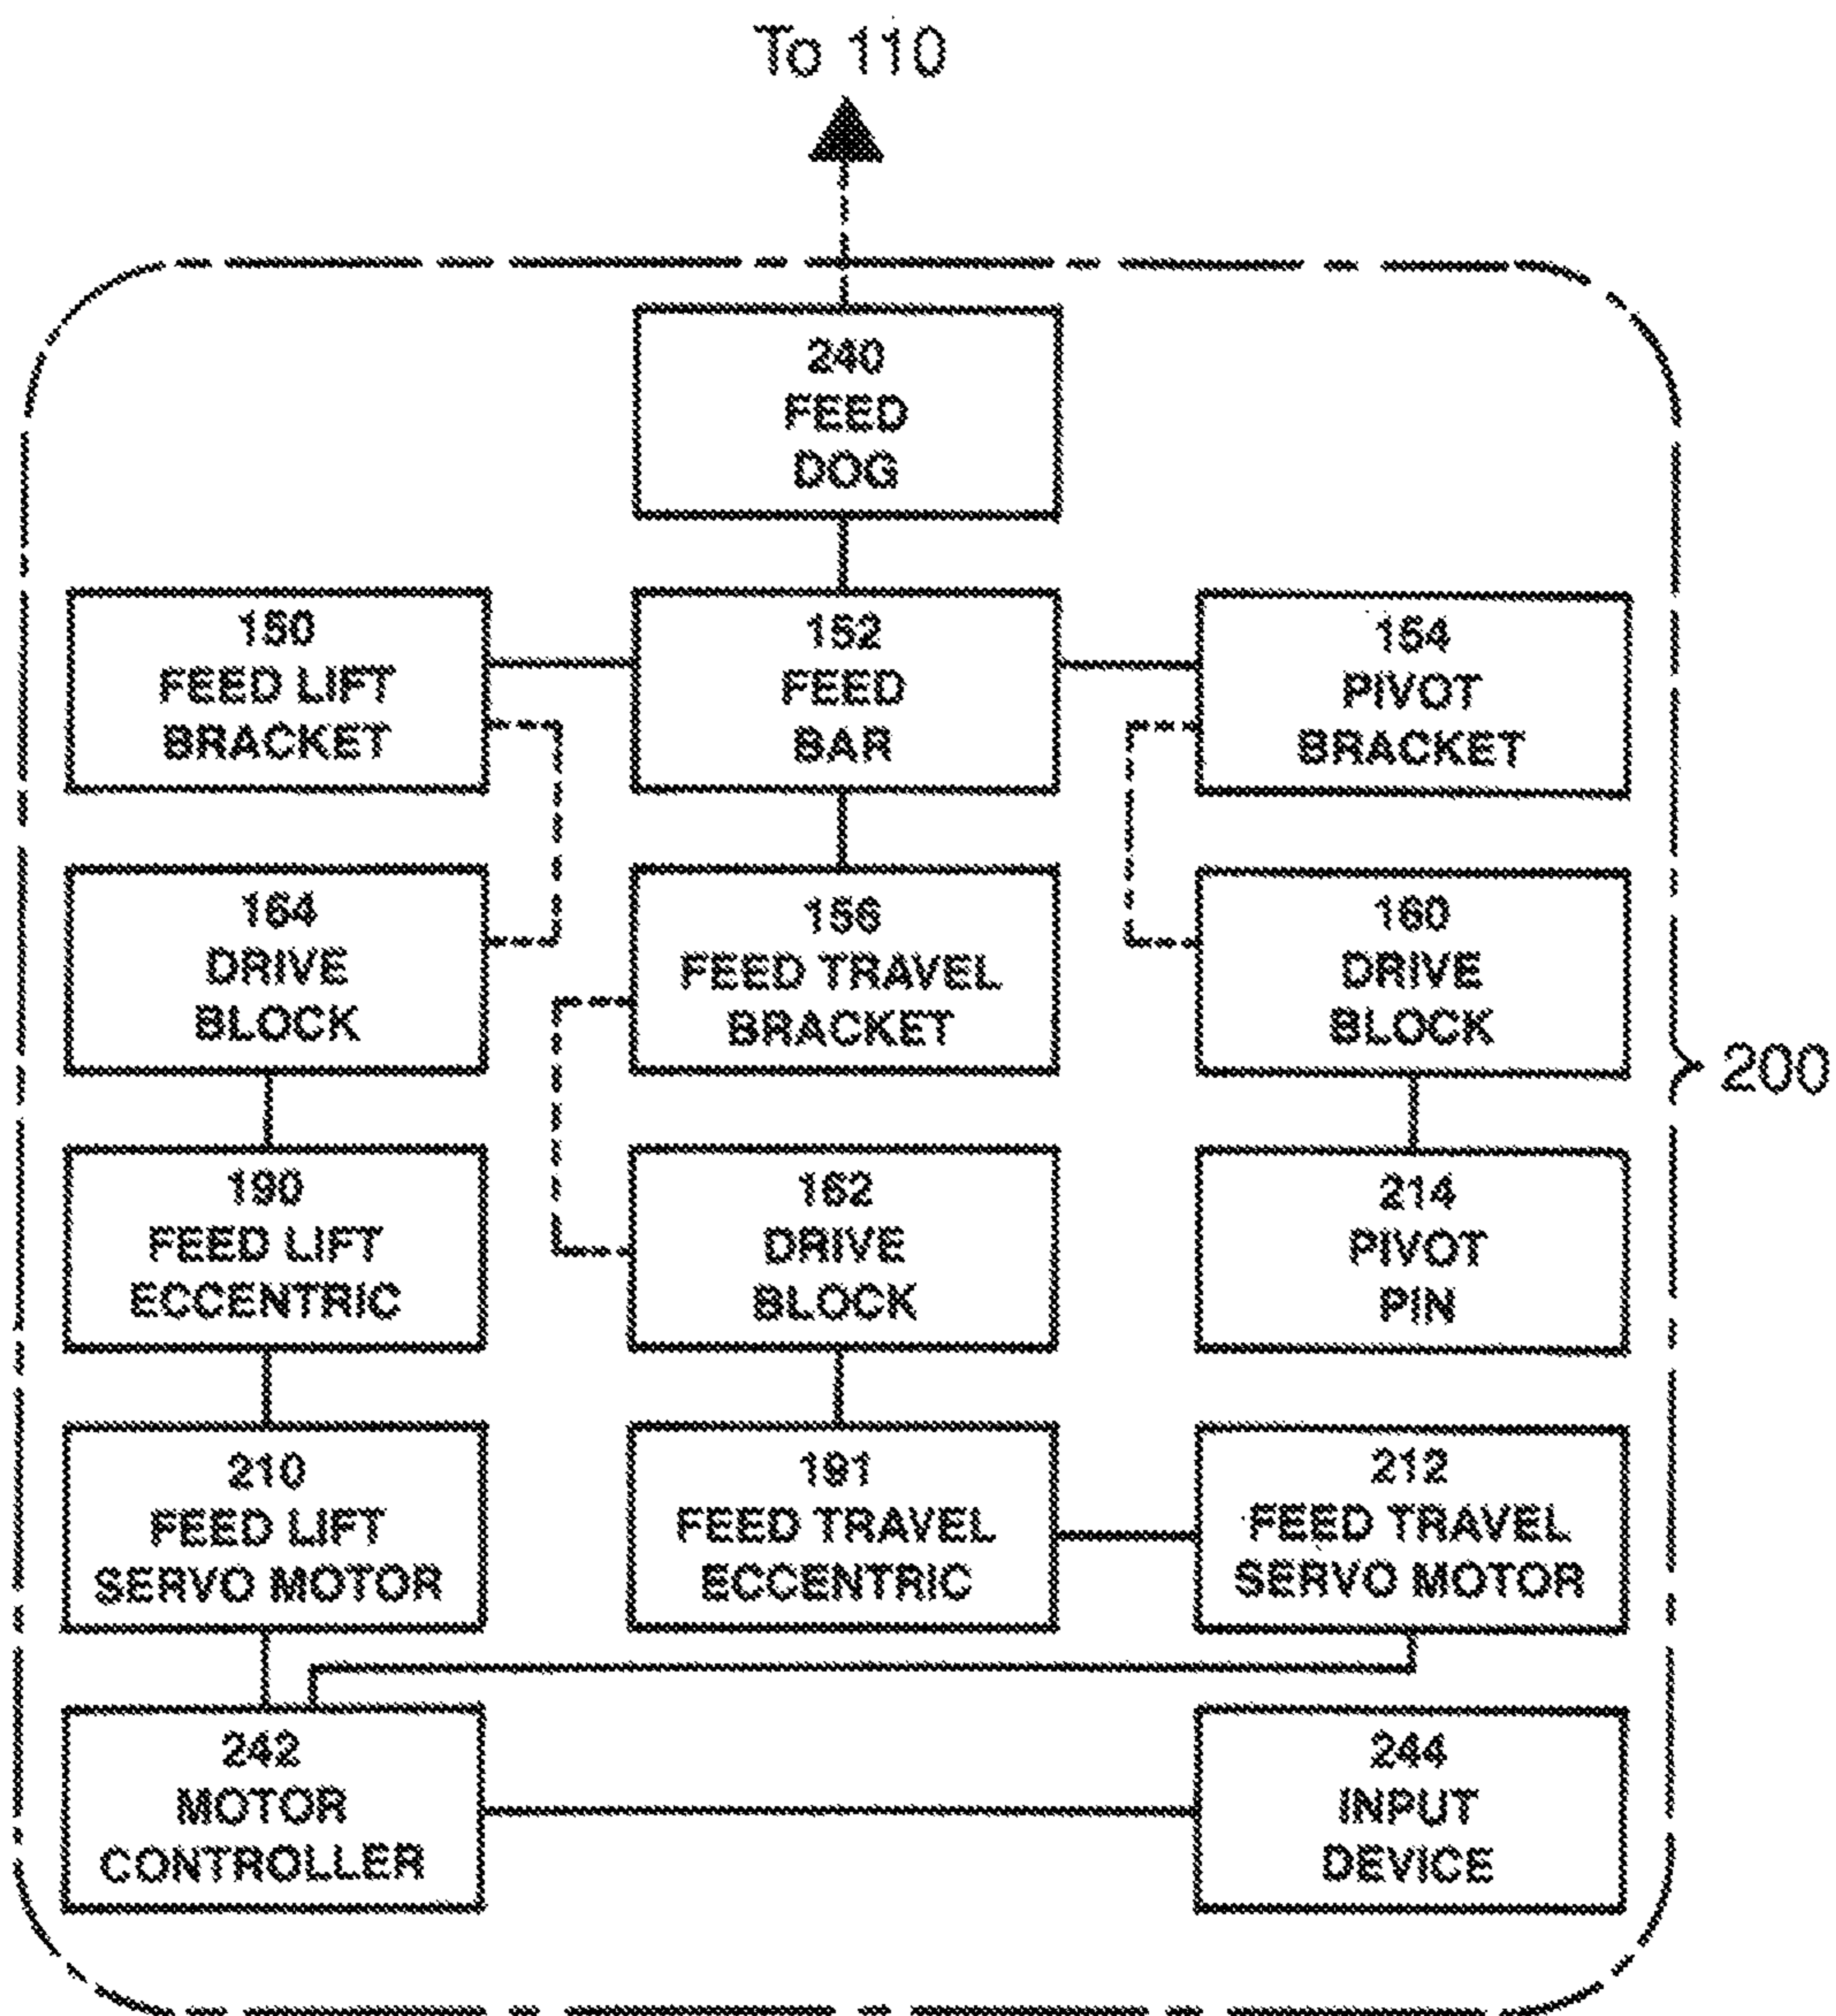 To 110
240
FEED
DOG
150
FEED LIFT
BRACKET
152
FEED
BAR
154
PIVOT
BRACKET
164
DRIVE
BLOCK
156
FEED TRAVEL
BRACKET
160
DRIVE
BLOCK
200
190
FEED LIFT
ECCENTRIC
162
DRIVE
BLOCK
214
PIVOT
PIN
210
FEED LIFT
SERVO MOTOR
191
FEED TRAVEL
ECCENTRIC
212
FEED TRAVEL
SERVO MOTOR
242
MOTOR
CONTROLLER
244
INPUT
DEVICE